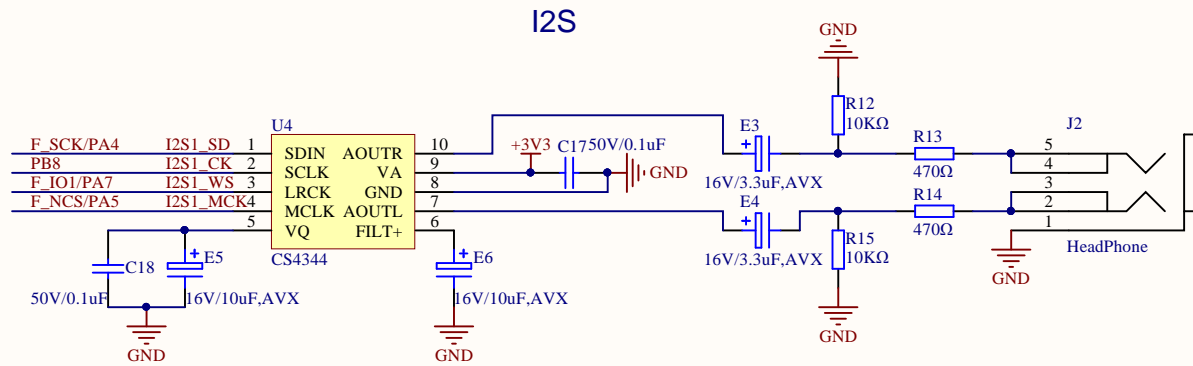 I2S
GND
R12
10KΩ
U4
E3
R13
J2
F_SCK/PA4 I2S1_SD 1 SDIN AOUTR 10
+3V3 C17 50V/0.1uF
470Ω
5
4
PB8 I2S1_CK 2 SCLK VA 9
16V/3.3uF,AVX
GND
F_IO1/PA7 I2S1_WS 3 LRCK GND 8
E4
R14
3
2
F_NCS/PA5 I2S1_MCK 4 MCLK AOUTL 7
470Ω
1
5 VQ FILT+ 6
R15
10KΩ
HeadPhone
16V/3.3uF,AVX
CS4344
C18
E5
E6
GND
50V/0.1uF
16V/10uF,AVX
16V/10uF,AVX
GND
GND
GND